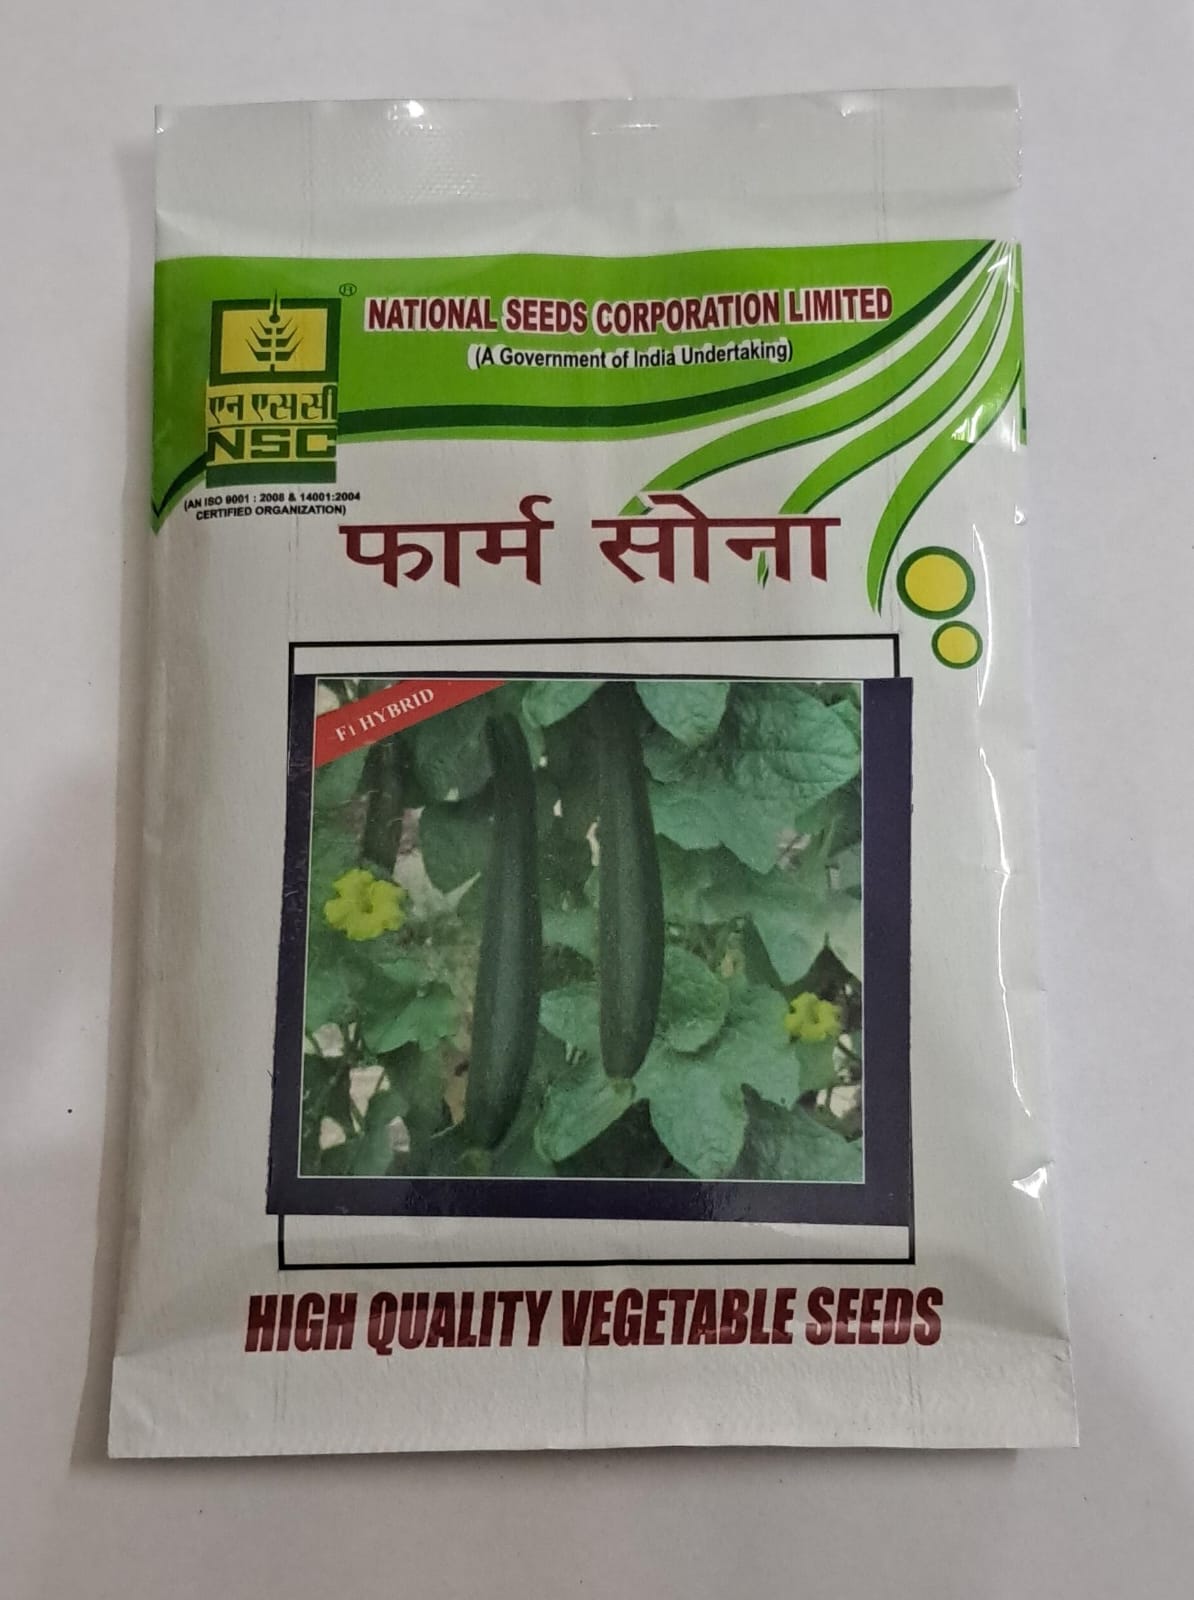 ®
NATIONAL SEEDS CORPORATION LIMITED
(A Government of India Undertaking)
एन एस सी
NSC
(AN ISO 9001 : 2008 & 14001:2004
CERTIFIED ORGANIZATION)
फार्म सोना
F1 HYBRID
HIGH QUALITY VEGETABLE SEEDS